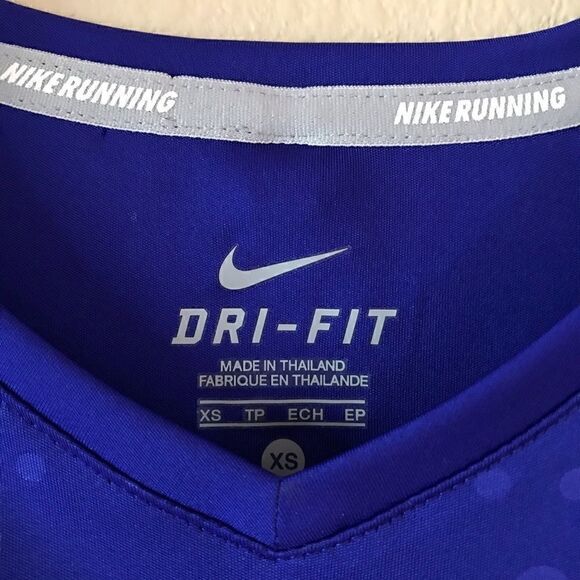 NIKE RUNNING
NIKE RUNNING
DRI-FIT
MADE IN THAILAND
FABRIQUE EN THAILANDE
XS TP ECH EP
XS